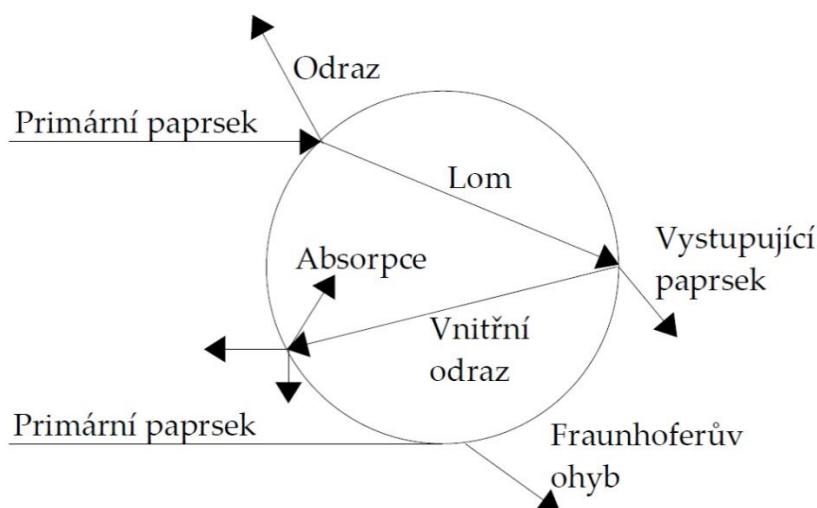 Odraz
Primární paprsek
Lom
Vystupující
paprsek
Absorpce
Vnitřní
odraz
Primární paprsek
Fraunhoferův
ohyb